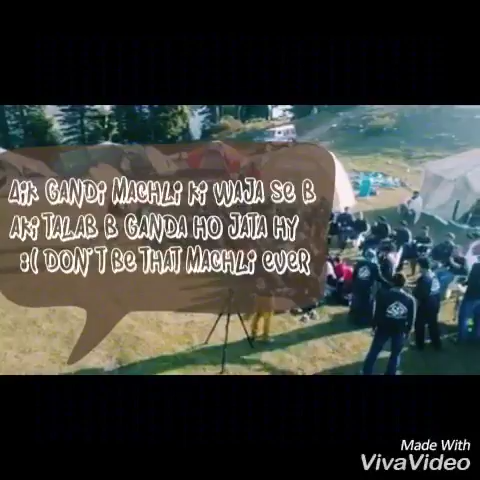 Aik GANDi MACHLi Ki WAJA Se B
AKi TALAB B GANDA HO JATA HY
:( DON'T Be THAT MACHLi eveR
Made With
VivaVideo